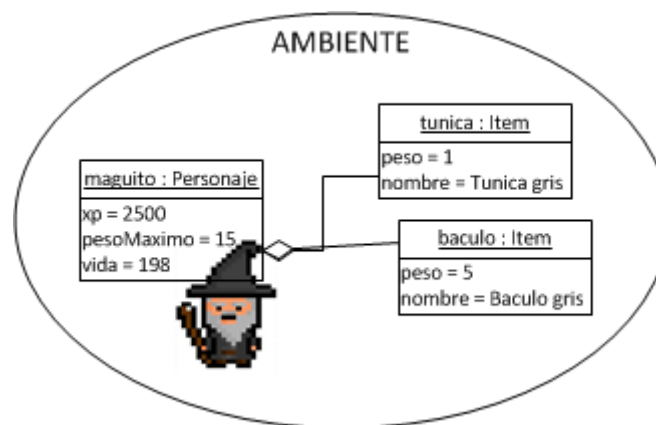 AMBIENTE
tunica : Item
peso = 1
nombre = Tunica gris
maguito : Personaje
xp = 2500
pesoMaximo = 15
vida = 198
baculo : Item
peso = 5
nombre = Baculo gris